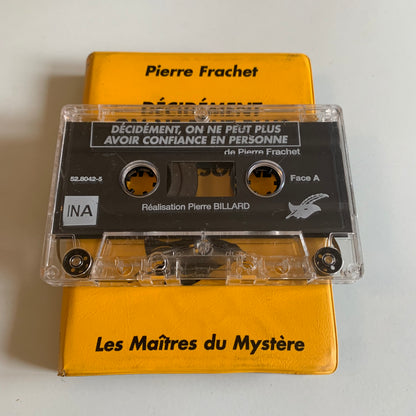 Pierre Frachet
DÉCIDÉMENT
DÉCIDÉMENT, ON NE PEUT PLUS
AVOIR CONFIANCE EN PERSONNE
de Pierre Frachet
52.8042-5
Face A
INA
Réalisation Pierre BILLARD
Les Maîtres du Mystère